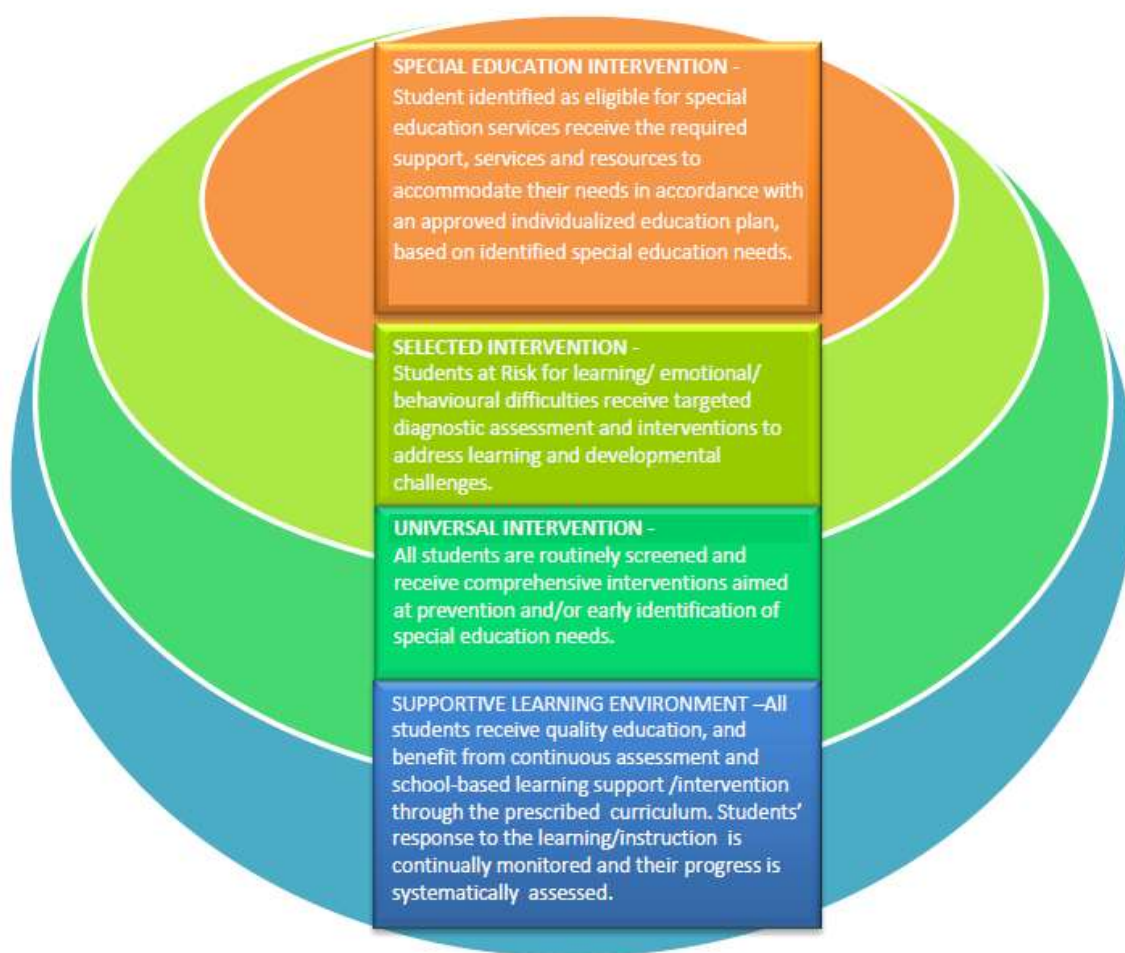 SPECIAL EDUCATION INTERVENTION -
Student identified as eligible for special
education services receive the required
support, services and resources to
accommodate their needs in accordance with
an approved individualized education plan,
based on identified special education needs.
SELECTED INTERVENTION -
Students at Risk for learning/ emotional/
behavioural difficulties receive targeted
diagnostic assessment and interventions to
address learning and developmental
challenges.
UNIVERSAL INTERVENTION -
All students are routinely screened and
receive comprehensive interventions aimed
at prevention and/or early identification of
special education needs.
SUPPORTIVE LEARNING ENVIRONMENT –All
students receive quality education, and
benefit from continuous assessment and
school-based learning support /intervention
through the prescribed curriculum. Students’
response to the learning/instruction is
continually monitored and their progress is
systematically assessed.